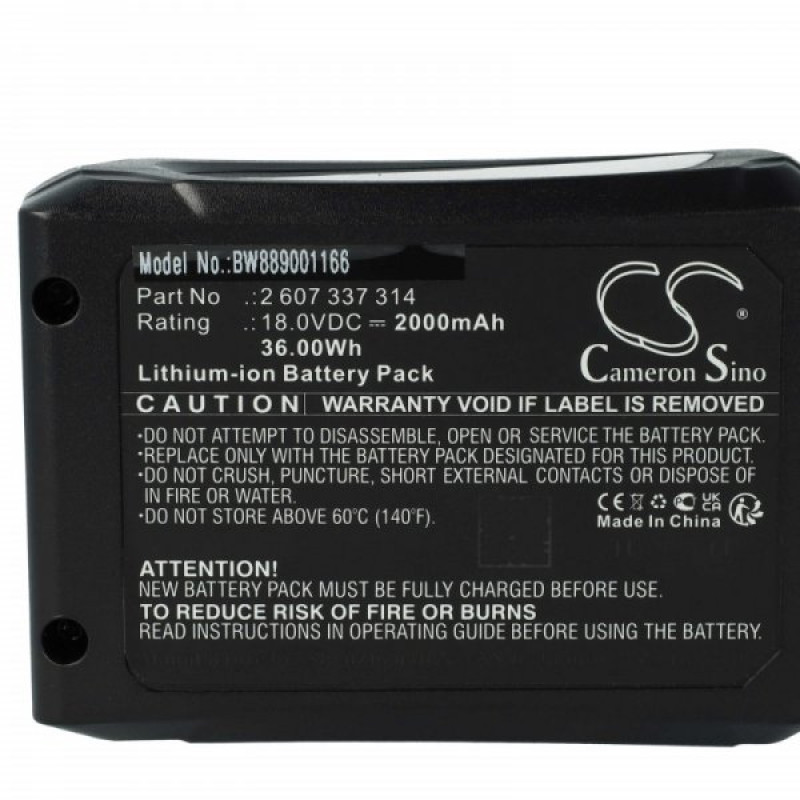 Model No.:BW889001166
Part No .:2 607 337 314
Rating .:18.0VDC ⎓ 2000mAh
36.00Wh
Lithium-ion Battery Pack
®
Cameron Sino
CAUTION WARRANTY VOID IF LABEL IS REMOVED
·DO NOT ATTEMPT TO DISASSEMBLE, OPEN OR SERVICE THE BATTERY PACK.
·REPLACE ONLY WITH THE BATTERY PACK DESIGNATED FOR THIS PRODUCT.
·DO NOT CRUSH, PUNCTURE, SHORT EXTERNAL CONTACTS OR DISPOSE OF
IN FIRE OR WATER.
·DO NOT STORE ABOVE 60℃ (140℉).
CE UK CA
Made In China
ATTENTION!
NEW BATTERY PACK MUST BE FULLY CHARGED BEFORE USE.
TO REDUCE RISK OF FIRE OR BURNS
READ INSTRUCTIONS IN OPERATING GUIDE BEFORE USING THE BATTERY.